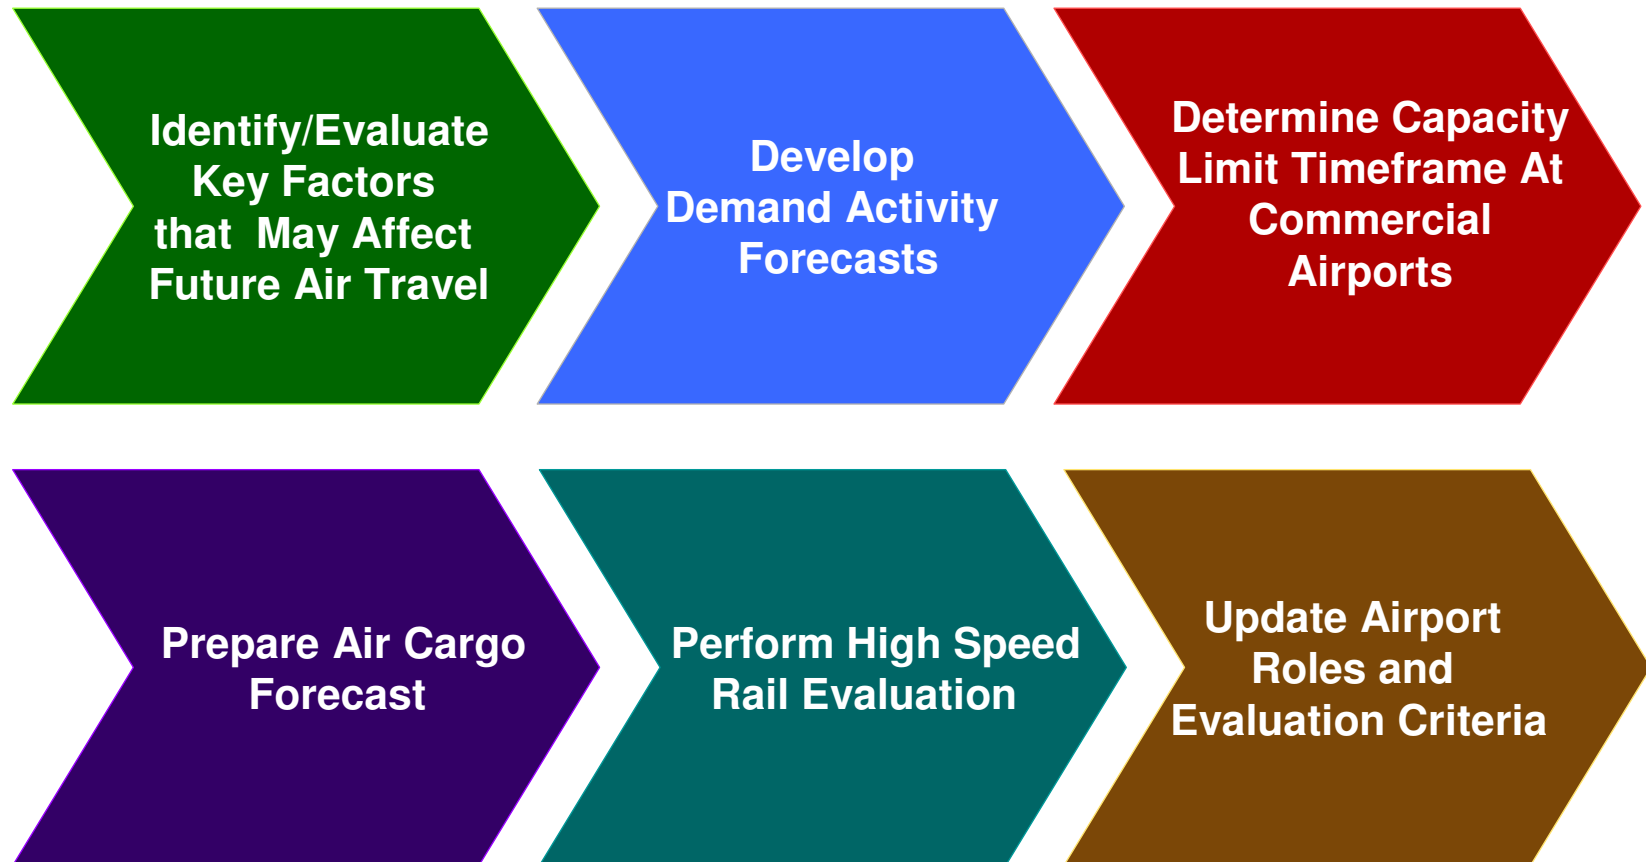 Identify/Evaluate
Key Factors
that  May Affect
Future Air Travel
Develop
Demand Activity
Forecasts
Determine Capacity
Limit Timeframe At
Commercial
Airports
Prepare Air Cargo
Forecast
Perform High Speed
Rail Evaluation
Update Airport
Roles and
Evaluation Criteria